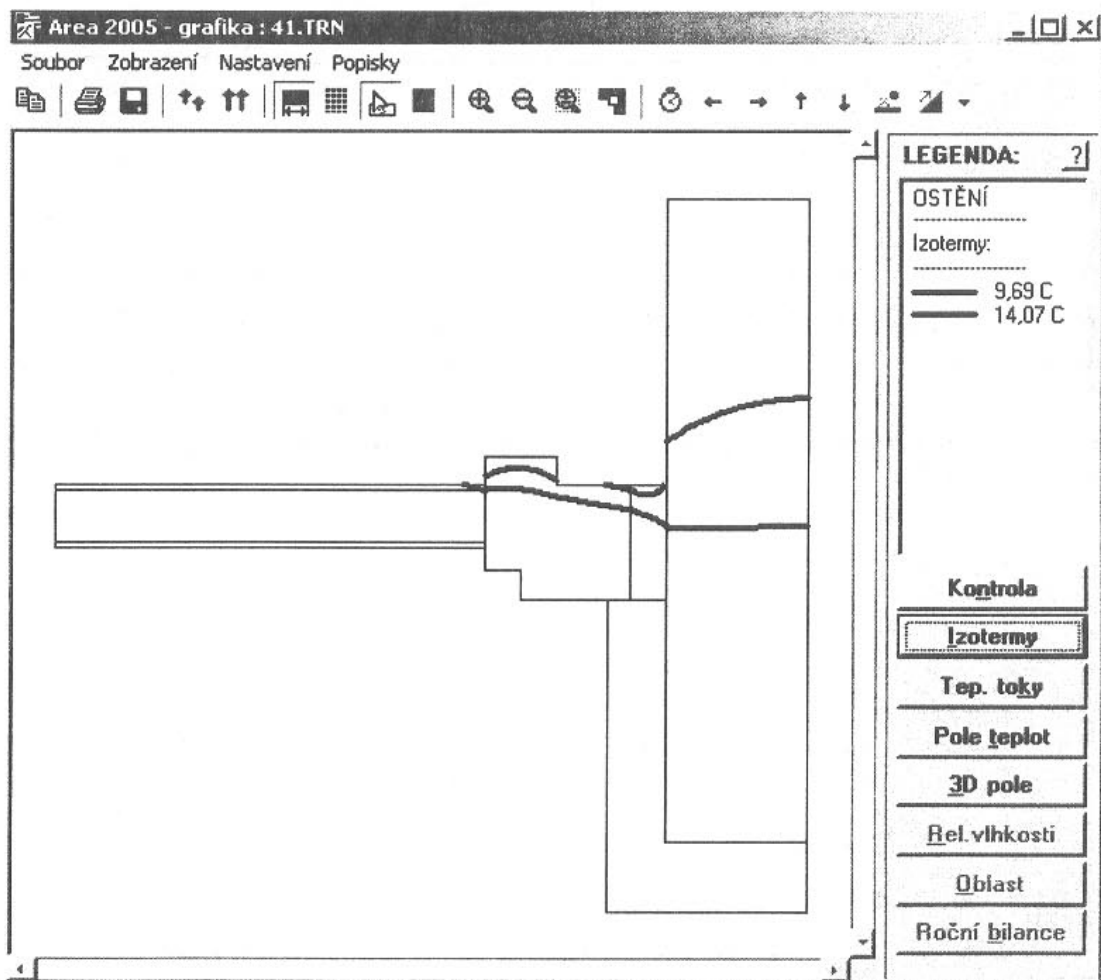 Area 2005 - grafika : 41.TRN
Soubor Zobrazení Nastavení Popisky
LEGENDA: ?
OSTĚNÍ
--------------------
Izotermy:
--------------------
9,69 C
14,07 C
Kontrola
Izotermy
Tep. toky
Pole teplot
3D pole
Rel.vlhkosti
Oblast
Roční bilance